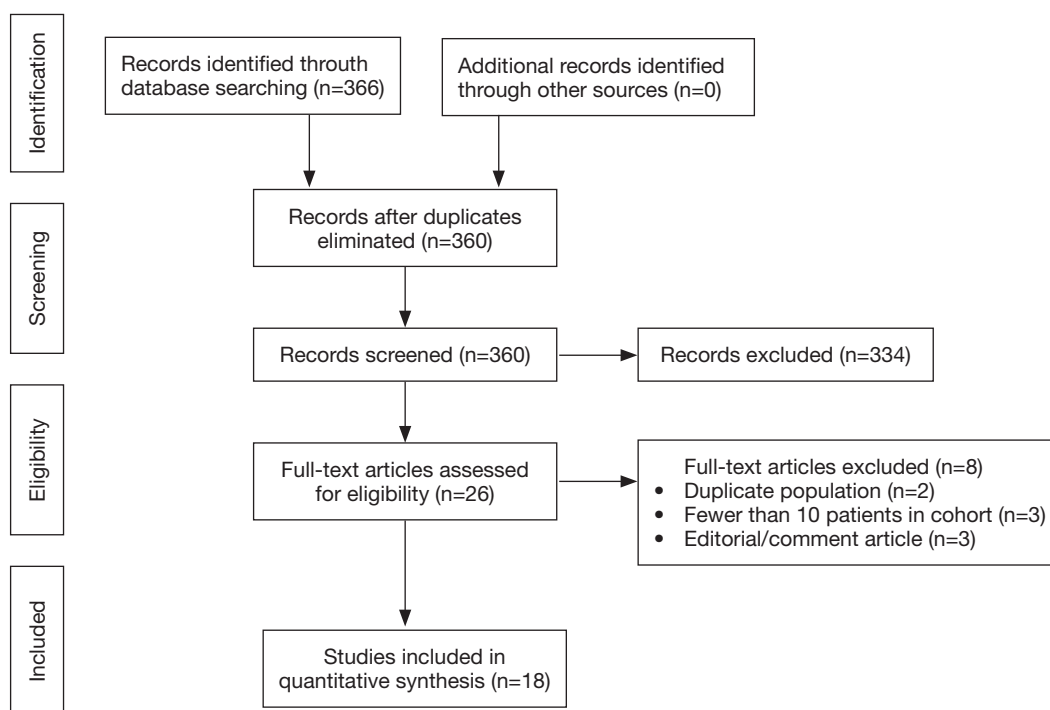 Identification
Records identified throuth
database searching (n=366)
Additional records identified
through other sources (n=0)
Screening
Records after duplicates
eliminated (n=360)
Records screened (n=360)
Records excluded (n=334)
Eligibility
Full-text articles assessed
for eligibility (n=26)
Full-text articles excluded (n=8)
• Duplicate population (n=2)
• Fewer than 10 patients in cohort (n=3)
• Editorial/comment article (n=3)
Included
Studies included in
quantitative synthesis (n=18)